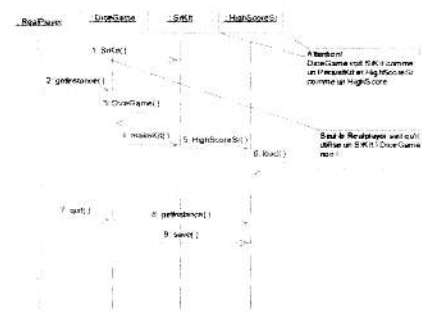 : RealPlayer
: DiceGame
: SrKit
: HighScoreSr
Attention!
DiceGame voit SrKit comme
un PersistKit et HighScoreSr
comme un HighScore
1: SrKit( )
2: getInstance( )
3: DiceGame( )
4: makeKit( )
5: HighScoreSr( )
6: load( )
Seul le Realplayer sait qu'il
utilise un SrKit ! DiceGame
non !
7: quit( )
8: getInstance( )
9: save( )